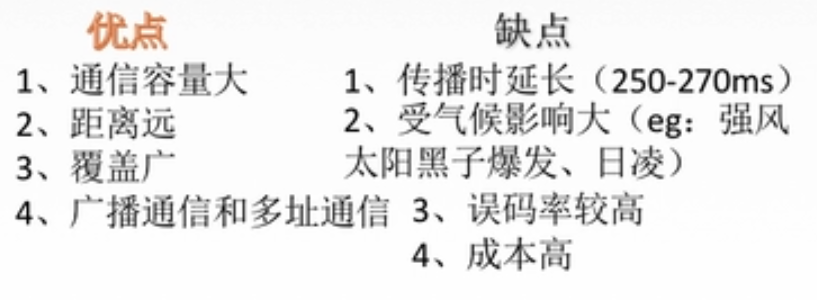 优点
1、通信容量大
2、距离远
3、覆盖广
4、广播通信和多址通信
缺点
1、传播时延长（250-270ms）
2、受气候影响大（eg：强风
太阳黑子爆发、日凌）
3、误码率较高
4、成本高